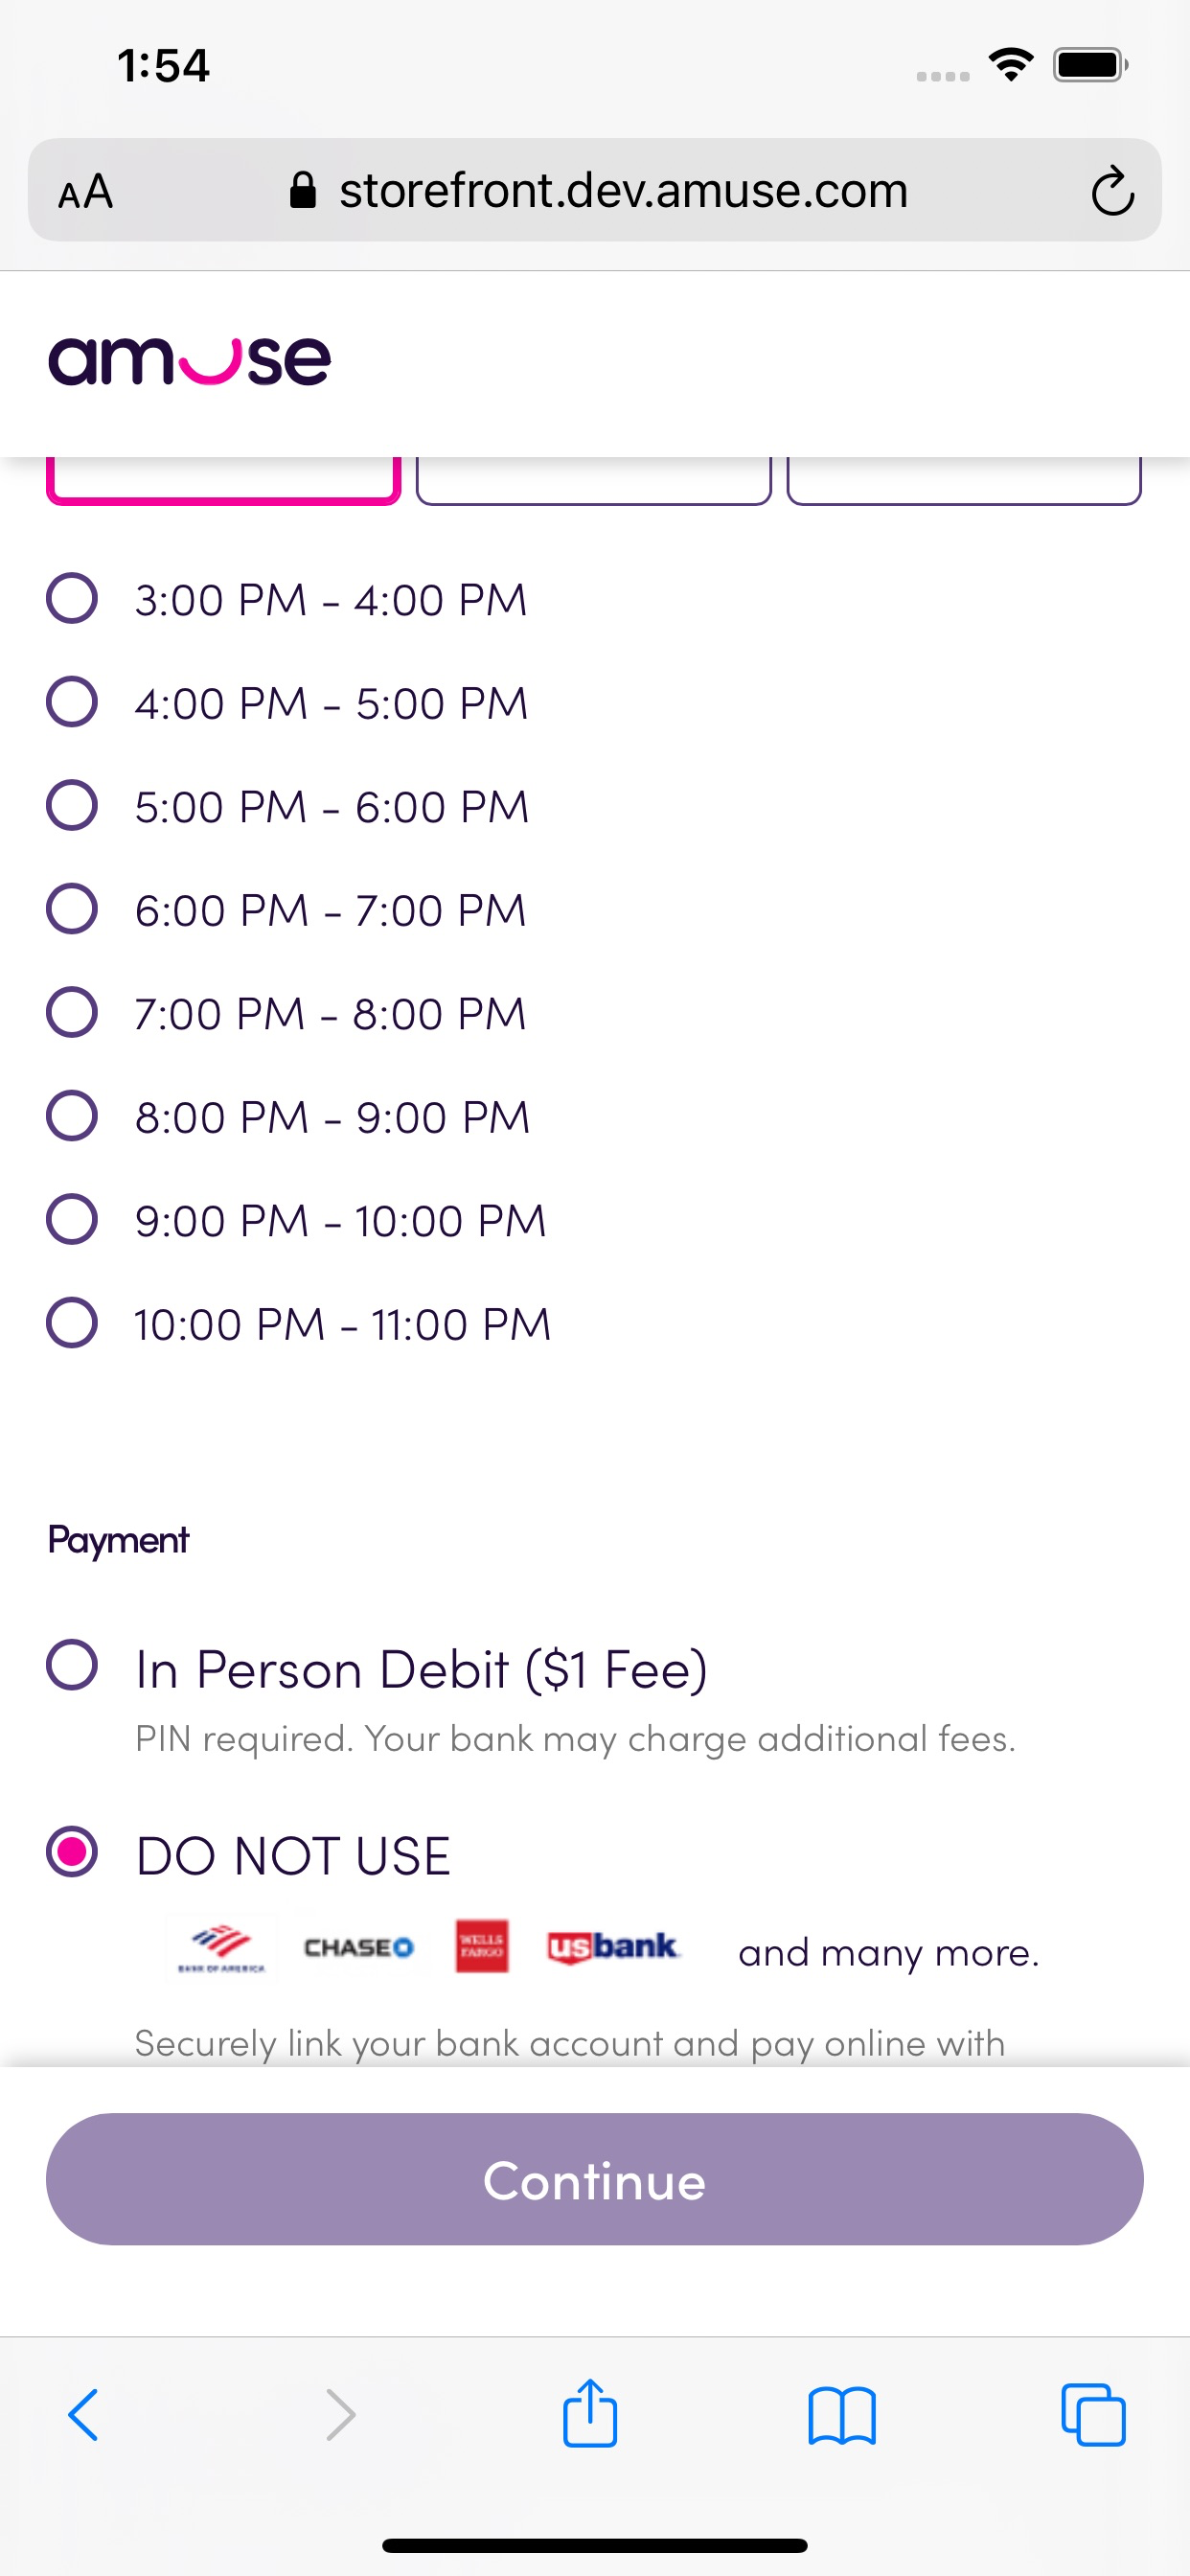 1:54
AA storefront.dev.amuse.com
amuse
3:00 PM - 4:00 PM
4:00 PM - 5:00 PM
5:00 PM - 6:00 PM
6:00 PM - 7:00 PM
7:00 PM - 8:00 PM
8:00 PM - 9:00 PM
9:00 PM - 10:00 PM
10:00 PM - 11:00 PM
Payment
In Person Debit ($1 Fee)
PIN required. Your bank may charge additional fees.
DO NOT USE
BANK OF AMERICA CHASE WELLS FARGO usbank and many more.
Securely link your bank account and pay online with
Continue